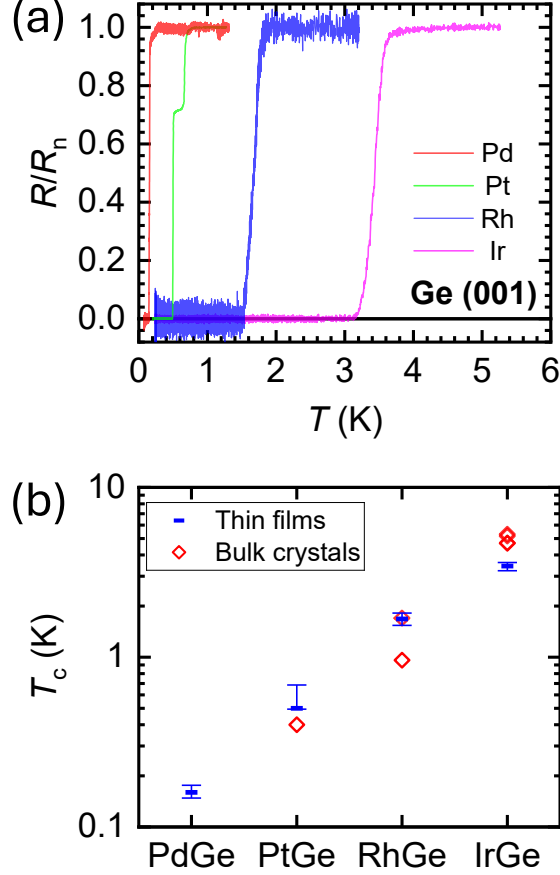 (a)
R/Rn
1.0
0.8
0.6
0.4
0.2
0.0
Pd
Pt
Rh
Ir
Ge (001)
0 1 2 3 4 5 6
T (K)
(b)
Tc (K)
10
1
0.1
Thin films
Bulk crystals
PdGe PtGe RhGe IrGe